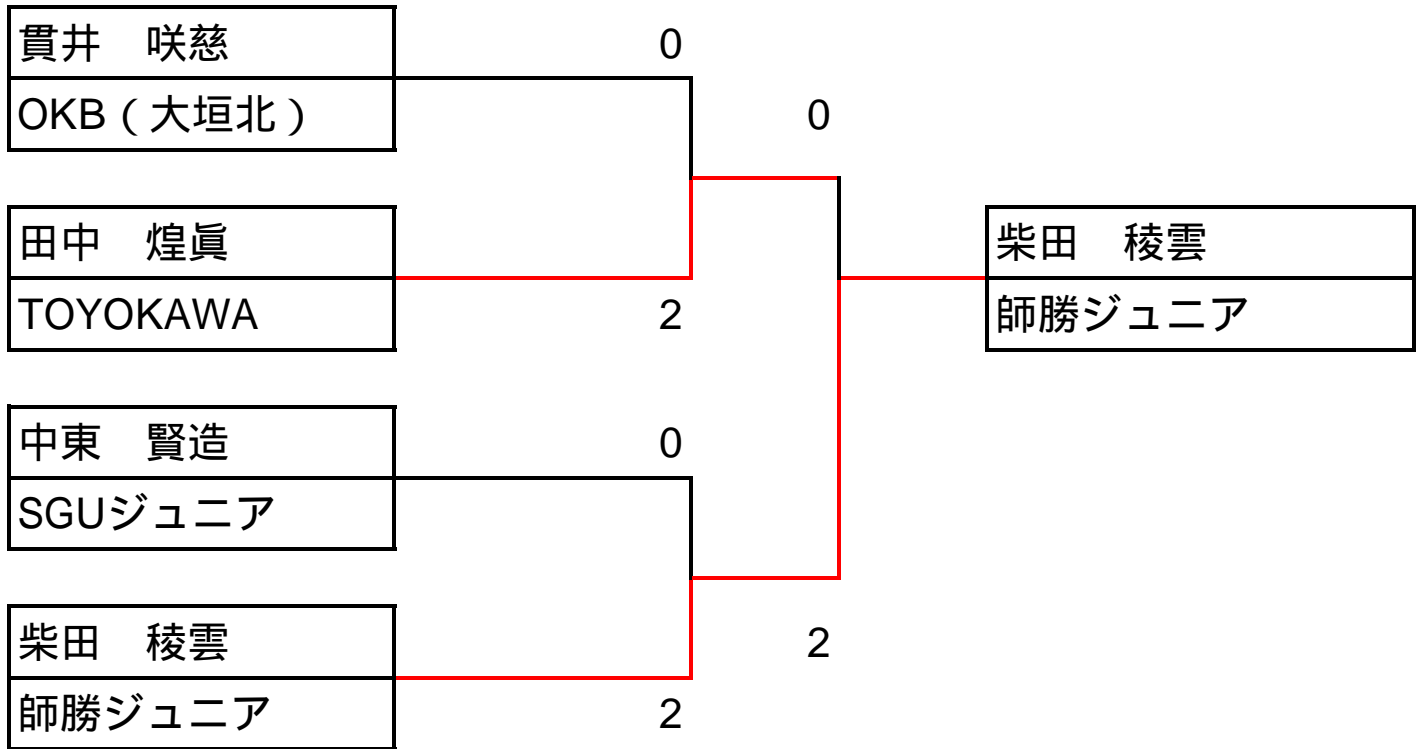 貫井　咲慈
0
OKB（大垣北）
0
田中　煌眞
柴田　稜雲
TOYOKAWA
2
師勝ジュニア
中東　賢造
0
SGUジュニア
柴田　稜雲
2
師勝ジュニア
2